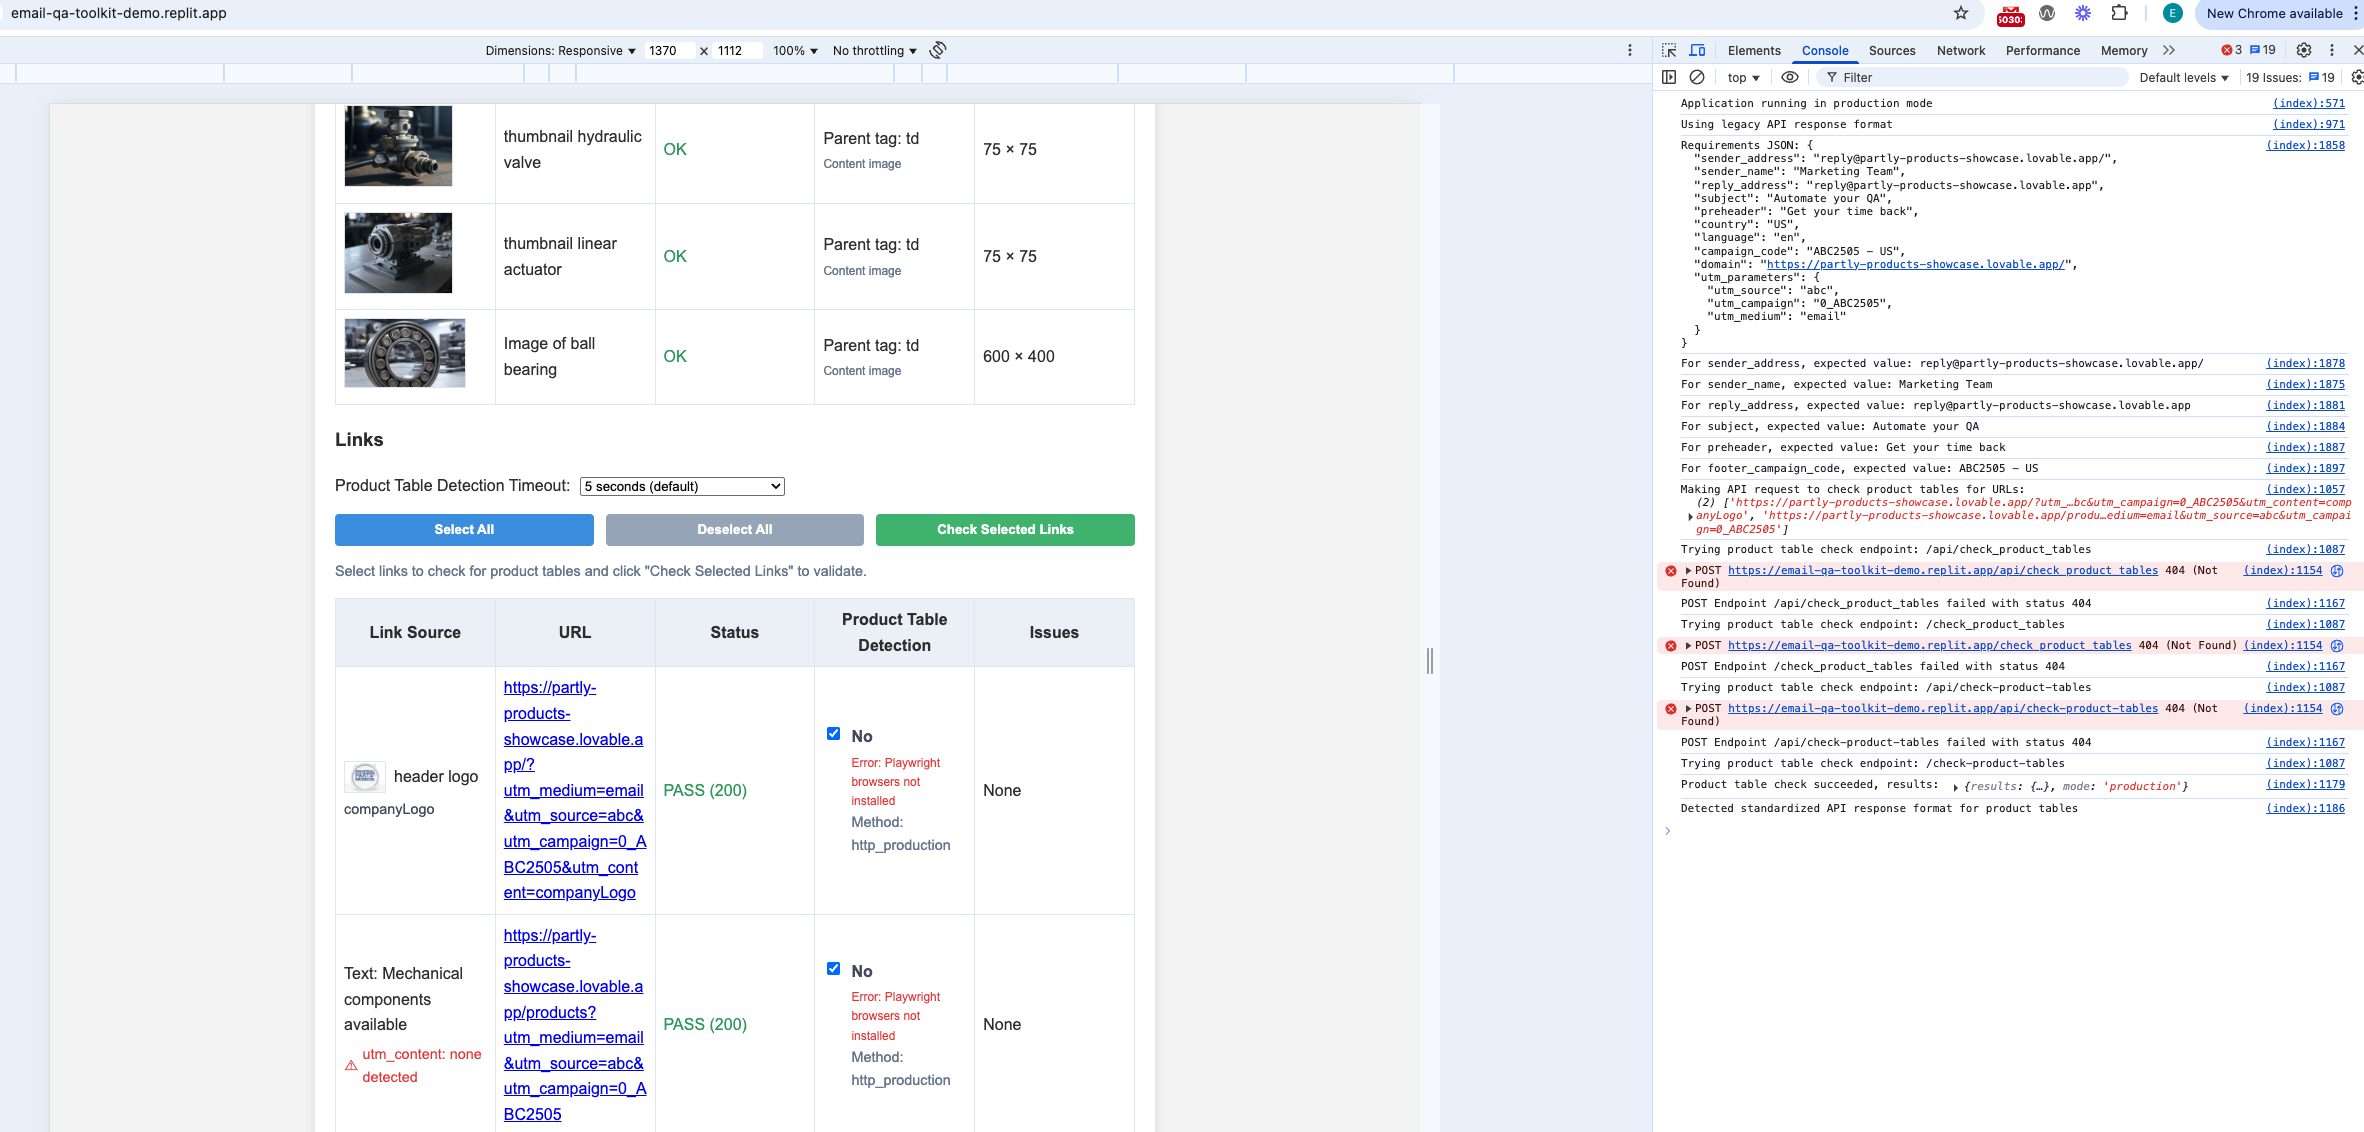 email-qa-toolkit-demo.replit.app
New Chrome available
Dimensions: Responsive
1370 x 1112
100%
No throttling
Elements
Console
Sources
Network
Performance
Memory
3
19
top
Filter
Default levels
19 Issues:
19
thumbnail hydraulic
valve
OK
Parent tag: td
Content image
75 × 75
thumbnail linear
actuator
OK
Parent tag: td
Content image
75 × 75
Image of ball
bearing
OK
Parent tag: td
Content image
600 × 400
Links
Product Table Detection Timeout:
5 seconds (default)
Select All
Deselect All
Check Selected Links
Select links to check for product tables and click "Check Selected Links" to validate.
Link Source
URL
Status
Product Table
Detection
Issues
header logo
companyLogo
https://partly-
products-
showcase.lovable.a
pp/?
utm_medium=email
&utm_source=abc&
utm_campaign=0_A
BC2505&utm_cont
ent=companyLogo
PASS (200)
No
Error: Playwright
browsers not
installed
Method:
http_production
None
Text: Mechanical
components
available
utm_content: none
detected
https://partly-
products-
showcase.lovable.a
pp/products?
utm_medium=email
&utm_source=abc&
utm_campaign=0_A
BC2505
PASS (200)
No
Error: Playwright
browsers not
installed
Method:
http_production
None
Application running in production mode (index):571
Using legacy API response format (index):971
Requirements JSON: { (index):1858
"sender_address": "reply@partly-products-showcase.lovable.app/",
"sender_name": "Marketing Team",
"reply_address": "reply@partly-products-showcase.lovable.app",
"subject": "Automate your QA",
"preheader": "Get your time back",
"country": "US",
"language": "en",
"campaign_code": "ABC2505 – US",
"domain": "https://partly-products-showcase.lovable.app/",
"utm_parameters": {
"utm_source": "abc",
"utm_campaign": "0_ABC2505",
"utm_medium": "email"
}
}
For sender_address, expected value: reply@partly-products-showcase.lovable.app/ (index):1878
For sender_name, expected value: Marketing Team (index):1875
For reply_address, expected value: reply@partly-products-showcase.lovable.app (index):1881
For subject, expected value: Automate your QA (index):1884
For preheader, expected value: Get your time back (index):1887
For footer_campaign_code, expected value: ABC2505 – US (index):1897
Making API request to check product tables for URLs: (index):1057
(2) ['https://partly-products-showcase.lovable.app/?utm_…bc&utm_campaign=0_ABC2505&utm_content=comp
anyLogo', 'https://partly-products-showcase.lovable.app/produ…edium=email&utm_source=abc&utm_campai
gn=0_ABC2505']
Trying product table check endpoint: /api/check_product_tables (index):1087
POST https://email-qa-toolkit-demo.replit.app/api/check_product_tables 404 (Not (index):1154
Found)
POST Endpoint /api/check_product_tables failed with status 404 (index):1167
Trying product table check endpoint: /check_product_tables (index):1087
POST https://email-qa-toolkit-demo.replit.app/check_product_tables 404 (Not Found) (index):1154
POST Endpoint /check_product_tables failed with status 404 (index):1167
Trying product table check endpoint: /api/check-product-tables (index):1087
POST https://email-qa-toolkit-demo.replit.app/api/check-product-tables 404 (Not (index):1154
Found)
POST Endpoint /api/check-product-tables failed with status 404 (index):1167
Trying product table check endpoint: /check-product-tables (index):1087
Product table check succeeded, results: {results: {…}, mode: 'production'} (index):1179
Detected standardized API response format for product tables (index):1186